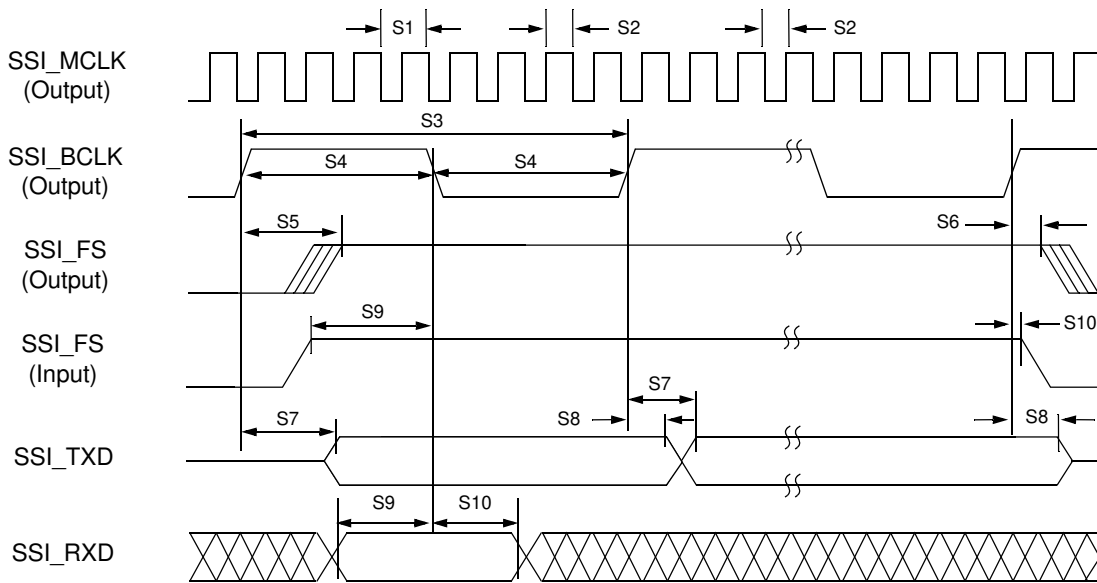 S1
S2
S2
SSI_MCLK
(Output)
S3
SSI_BCLK
(Output)
S4
S4
S5
S6
SSI_FS
(Output)
S9
S10
SSI_FS
(Input)
S7
S8
S7
S8
SSI_TXD
S9
S10
SSI_RXD